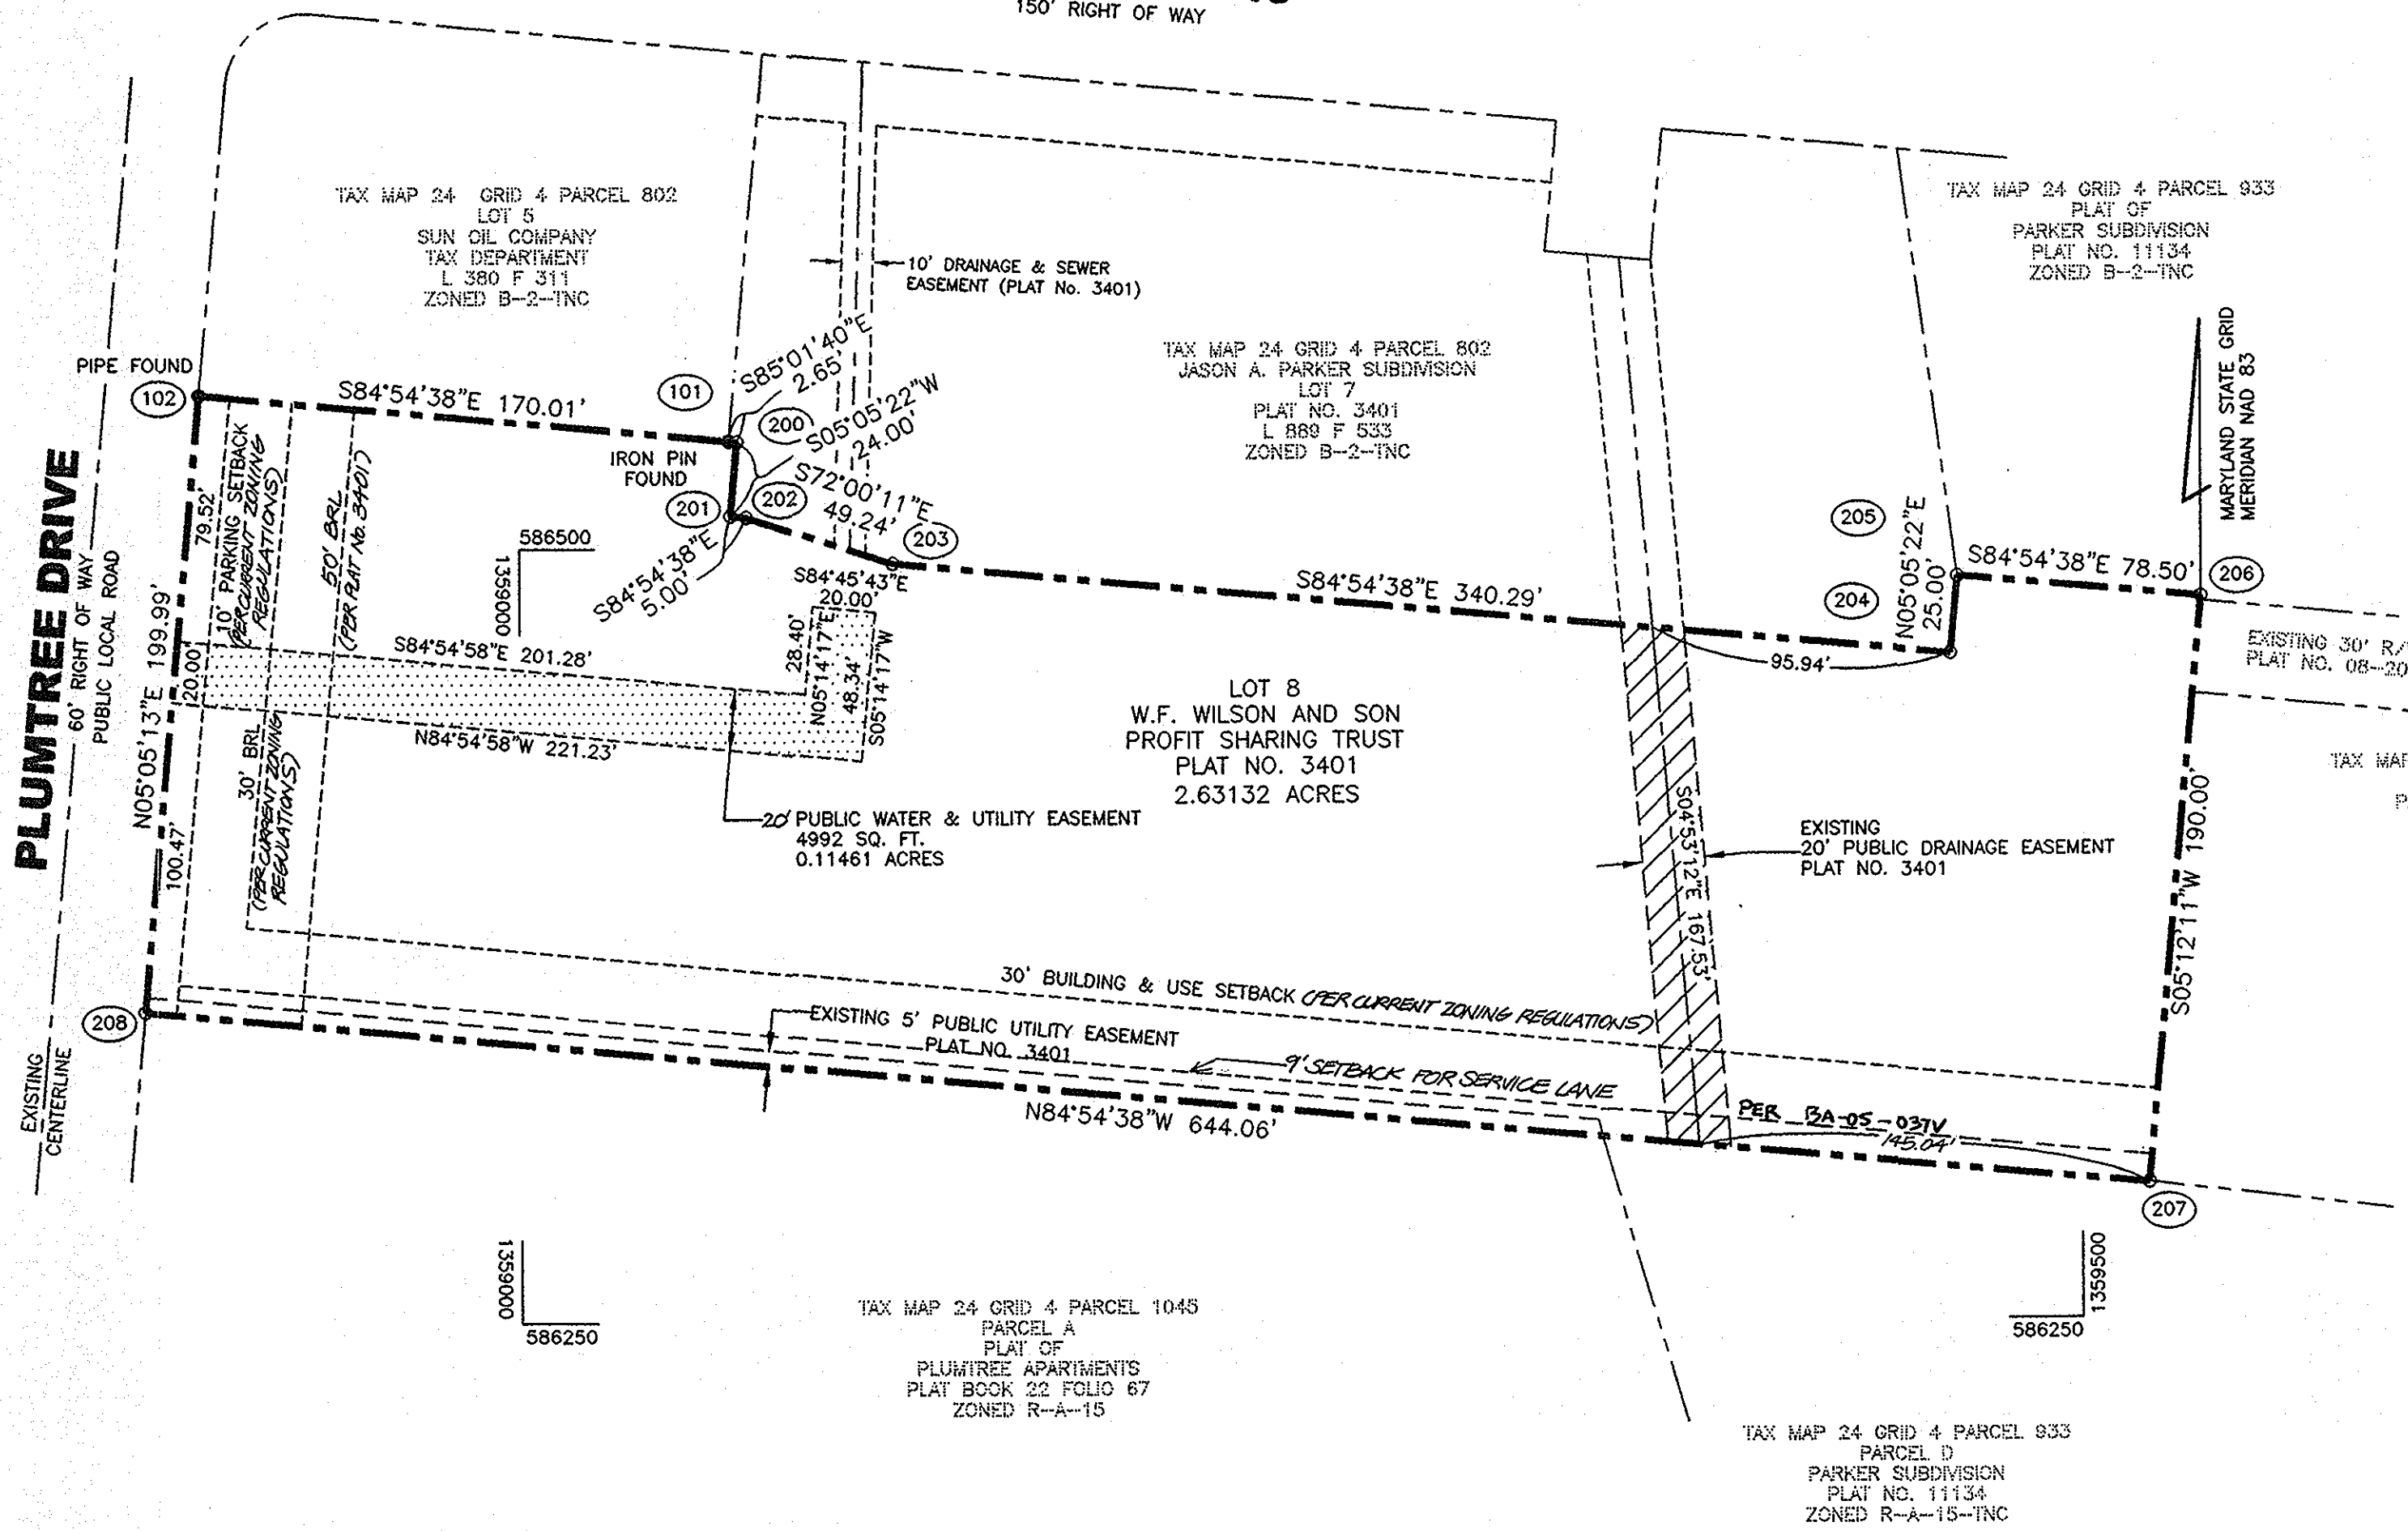 150' RIGHT OF WAY
TAX MAP 24 GRID 4 PARCEL 802
LOT 5
SUN OIL COMPANY
TAX DEPARTMENT
L 380 F 311
ZONED B-2-TNC
10' DRAINAGE & SEWER
EASEMENT (PLAT No. 3401)
TAX MAP 24 GRID 4 PARCEL 933
PLAT OF
PARKER SUBDIVISION
PLAT NO. 11134
ZONED B-2-TNC
TAX MAP 24 GRID 4 PARCEL 802
JASON A. PARKER SUBDIVISION
LOT 7
PLAT NO. 3401
L 889 F 533
ZONED B-2-TNC
MARYLAND STATE GRID
MERIDIAN NAD 83
PIPE FOUND
102
S84°54'38"E 170.01'
101
IRON PIN
FOUND
S85°01'40"E
2.65'
200
S05°05'22"W
24.00'
201
202
S72°00'11"E
49.24'
203
S84°54'38"E
5.00'
S84°54'38"E 340.29'
204
205
N05°05'22"E
25.00'
S84°54'38"E 78.50'
206
EXISTING 30' R/
PLAT NO. 08-20
TAX MAP
P
PLUMTREE DRIVE
60' RIGHT OF WAY
PUBLIC LOCAL ROAD
N05°05'13"E 199.99'
79.52'
20.00'
100.47'
10' PARKING SETBACK
(PER CURRENT ZONING
REGULATIONS)
50' BRL
(PER PLAT No. 3401)
30' BRL
(PER CURRENT ZONING
REGULATIONS)
586500
1359000
S84°54'58"E 201.28'
N84°54'58"W 221.23'
S84°45'43"E
20.00'
28.40'
N05°14'17"E
48.34'
S05°14'17"W
20' PUBLIC WATER & UTILITY EASEMENT
4992 SQ. FT.
0.11461 ACRES
LOT 8
W.F. WILSON AND SON
PROFIT SHARING TRUST
PLAT NO. 3401
2.63132 ACRES
95.94'
S04°53'12"E 167.53'
EXISTING
20' PUBLIC DRAINAGE EASEMENT
PLAT NO. 3401
S05°12'11"W 190.00'
30' BUILDING & USE SETBACK (PER CURRENT ZONING REGULATIONS)
EXISTING 5' PUBLIC UTILITY EASEMENT
PLAT NO. 3401
9' SETBACK FOR SERVICE LANE
PER BA-05-037V
145.04'
N84°54'38"W 644.06'
208
207
EXISTING
CENTERLINE
1359000
586250
1359500
586250
TAX MAP 24 GRID 4 PARCEL 1045
PARCEL A
PLAT OF
PLUMTREE APARTMENTS
PLAT BOOK 22 FOLIO 67
ZONED R-A-15
TAX MAP 24 GRID 4 PARCEL 933
PARCEL D
PARKER SUBDIVISION
PLAT NO. 11134
ZONED R-A-15-TNC